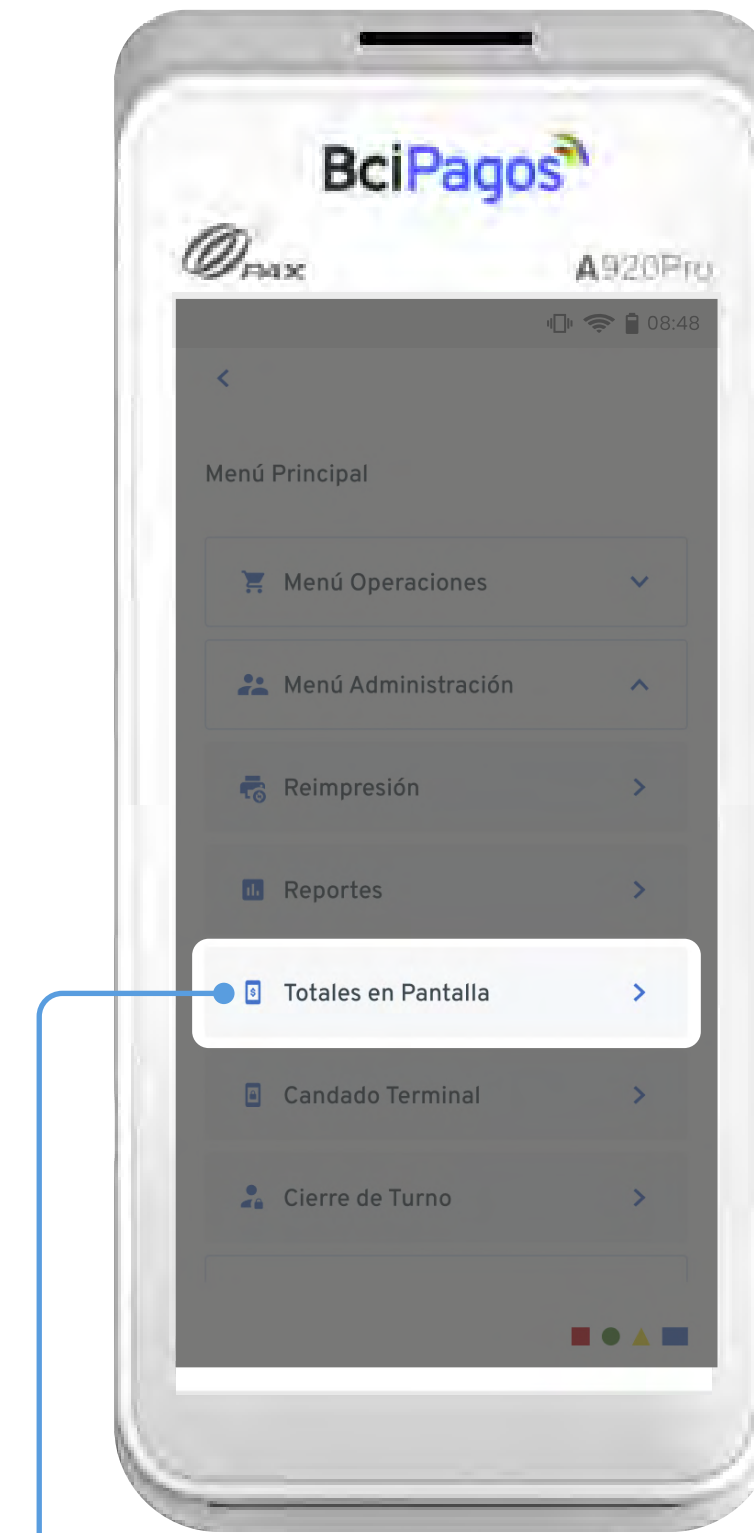 BciPagos
PAX
A920Pro
08:48
Menú Principal
Menú Operaciones
Menú Administración
Reimpresión
Reportes
Totales en Pantalla
Candado Terminal
Cierre de Turno